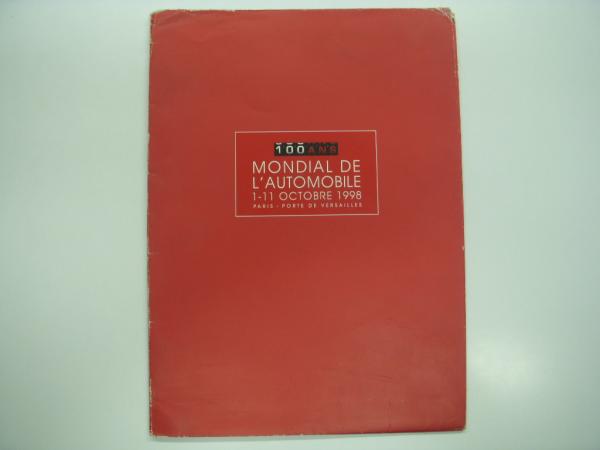 100 ANS
MONDIAL DE
L'AUTOMOBILE
1-11 OCTOBRE 1998
PARIS - PORTE DE VERSAILLES